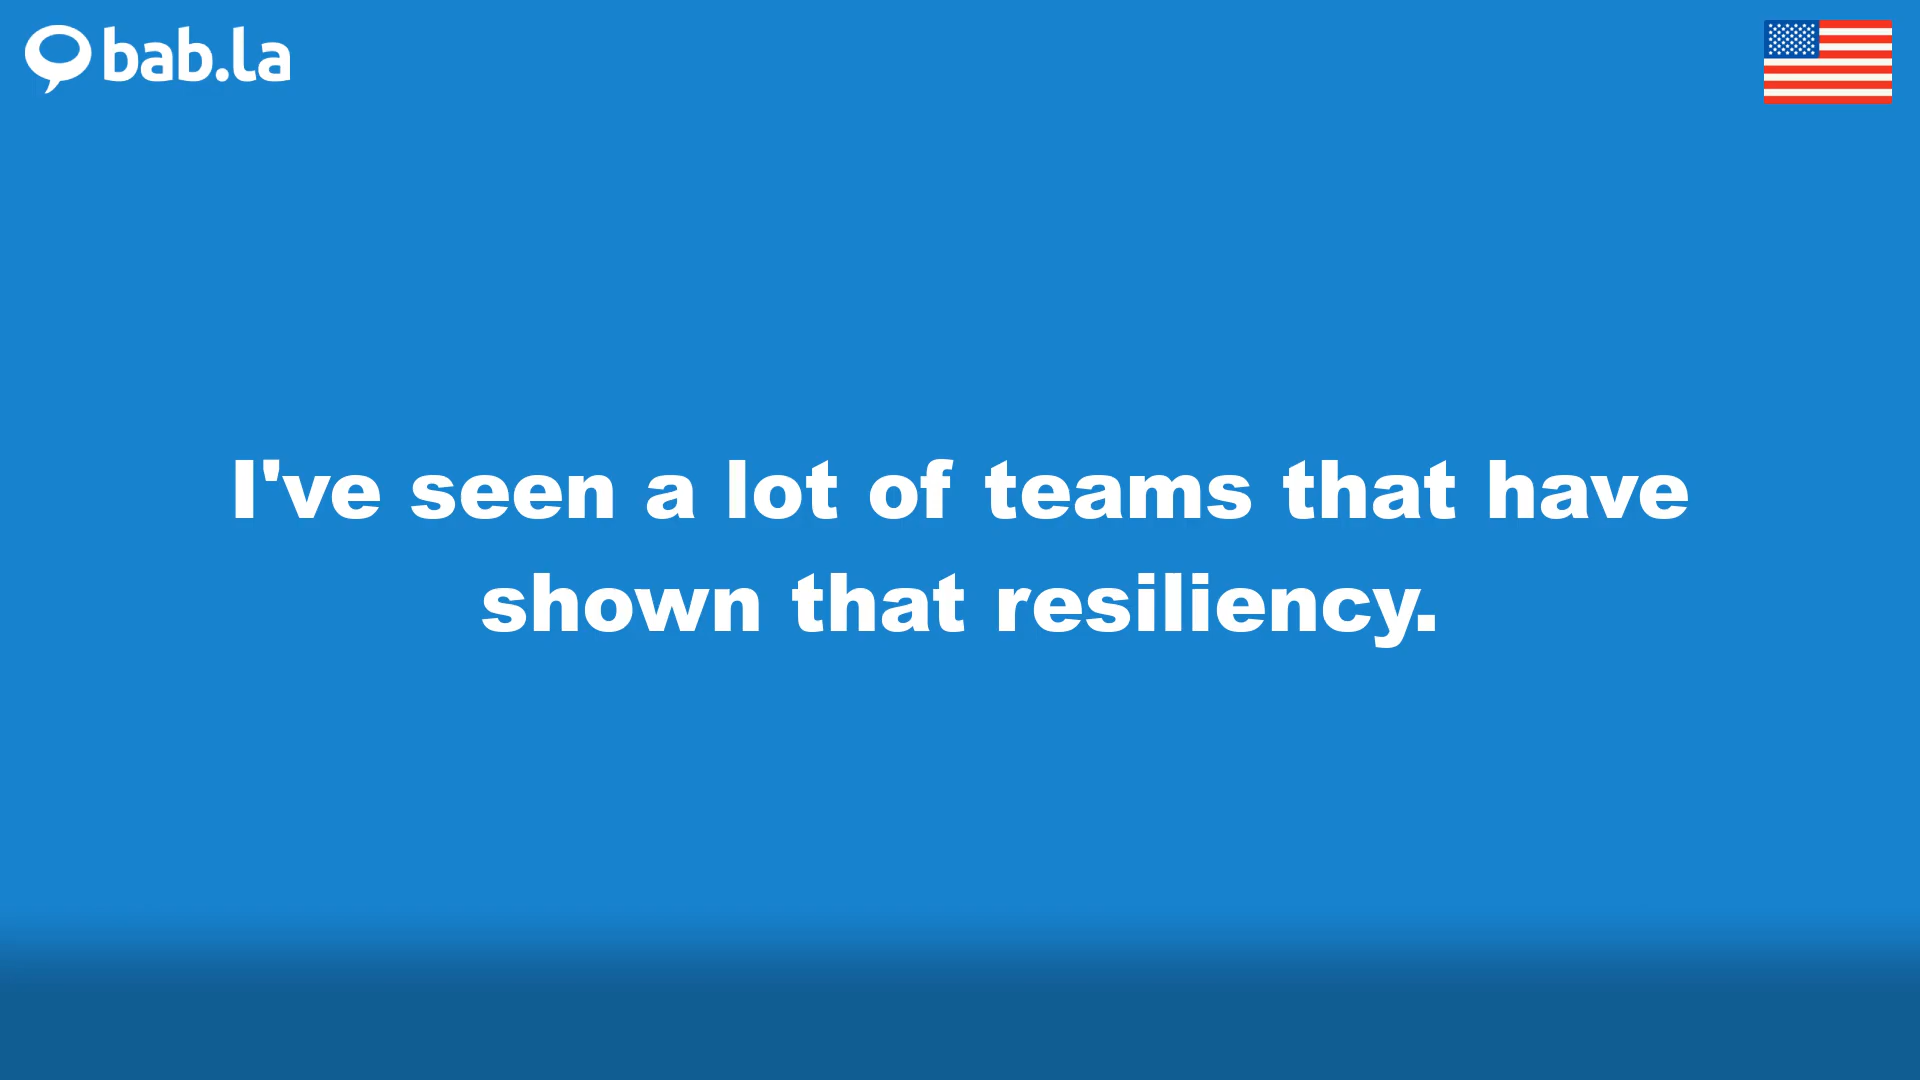 bab.la
I've seen a lot of teams that have
shown that resiliency.